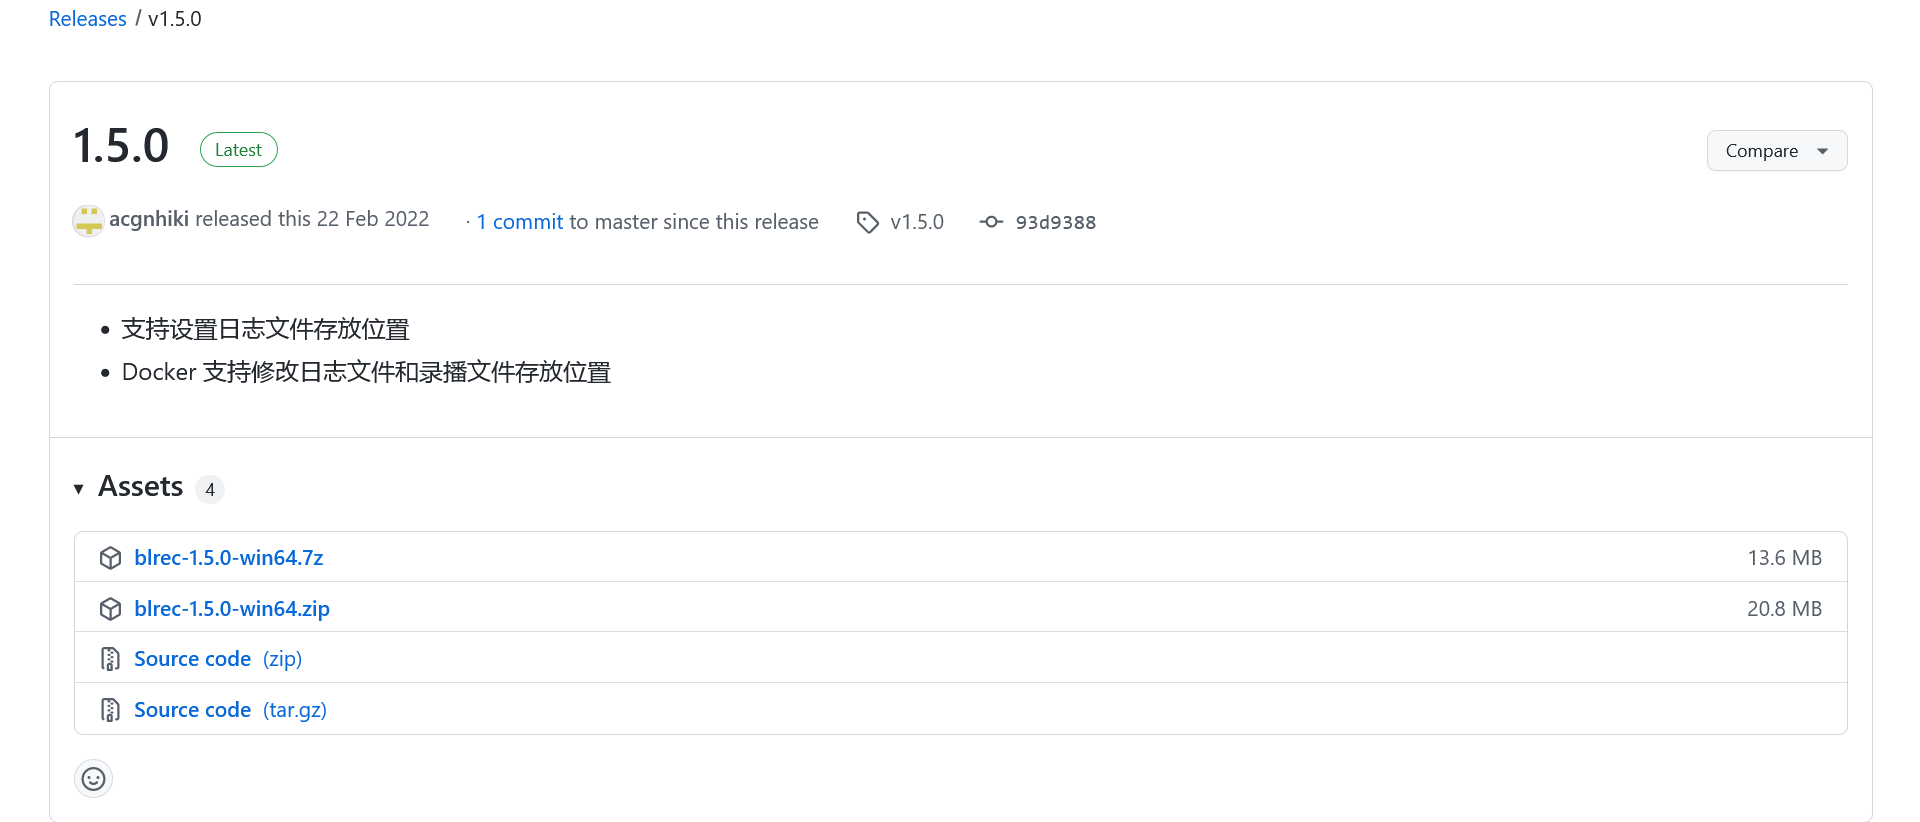 Releases / v1.5.0
1.5.0 Latest
Compare
acgnhiki released this 22 Feb 2022 · 1 commit to master since this release v1.5.0 93d9388
支持设置日志文件存放位置
Docker 支持修改日志文件和录播文件存放位置
Assets 4
blrec-1.5.0-win64.7z 13.6 MB
blrec-1.5.0-win64.zip 20.8 MB
Source code (zip)
Source code (tar.gz)